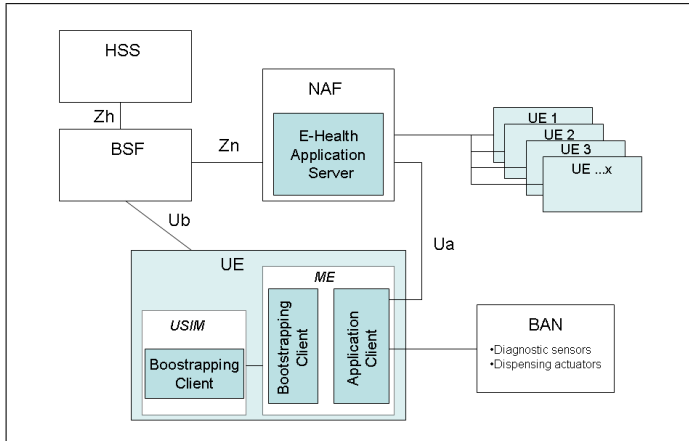 HSS
Zh
BSF
Zn
NAF
E-Health
Application
Server
UE 1
UE 2
UE 3
UE ...x
Ub
Ua
UE
ME
USIM
Boostrapping
Client
Bootstrapping
Client
Application
Client
BAN
•Diagnostic sensors
•Dispensing actuators